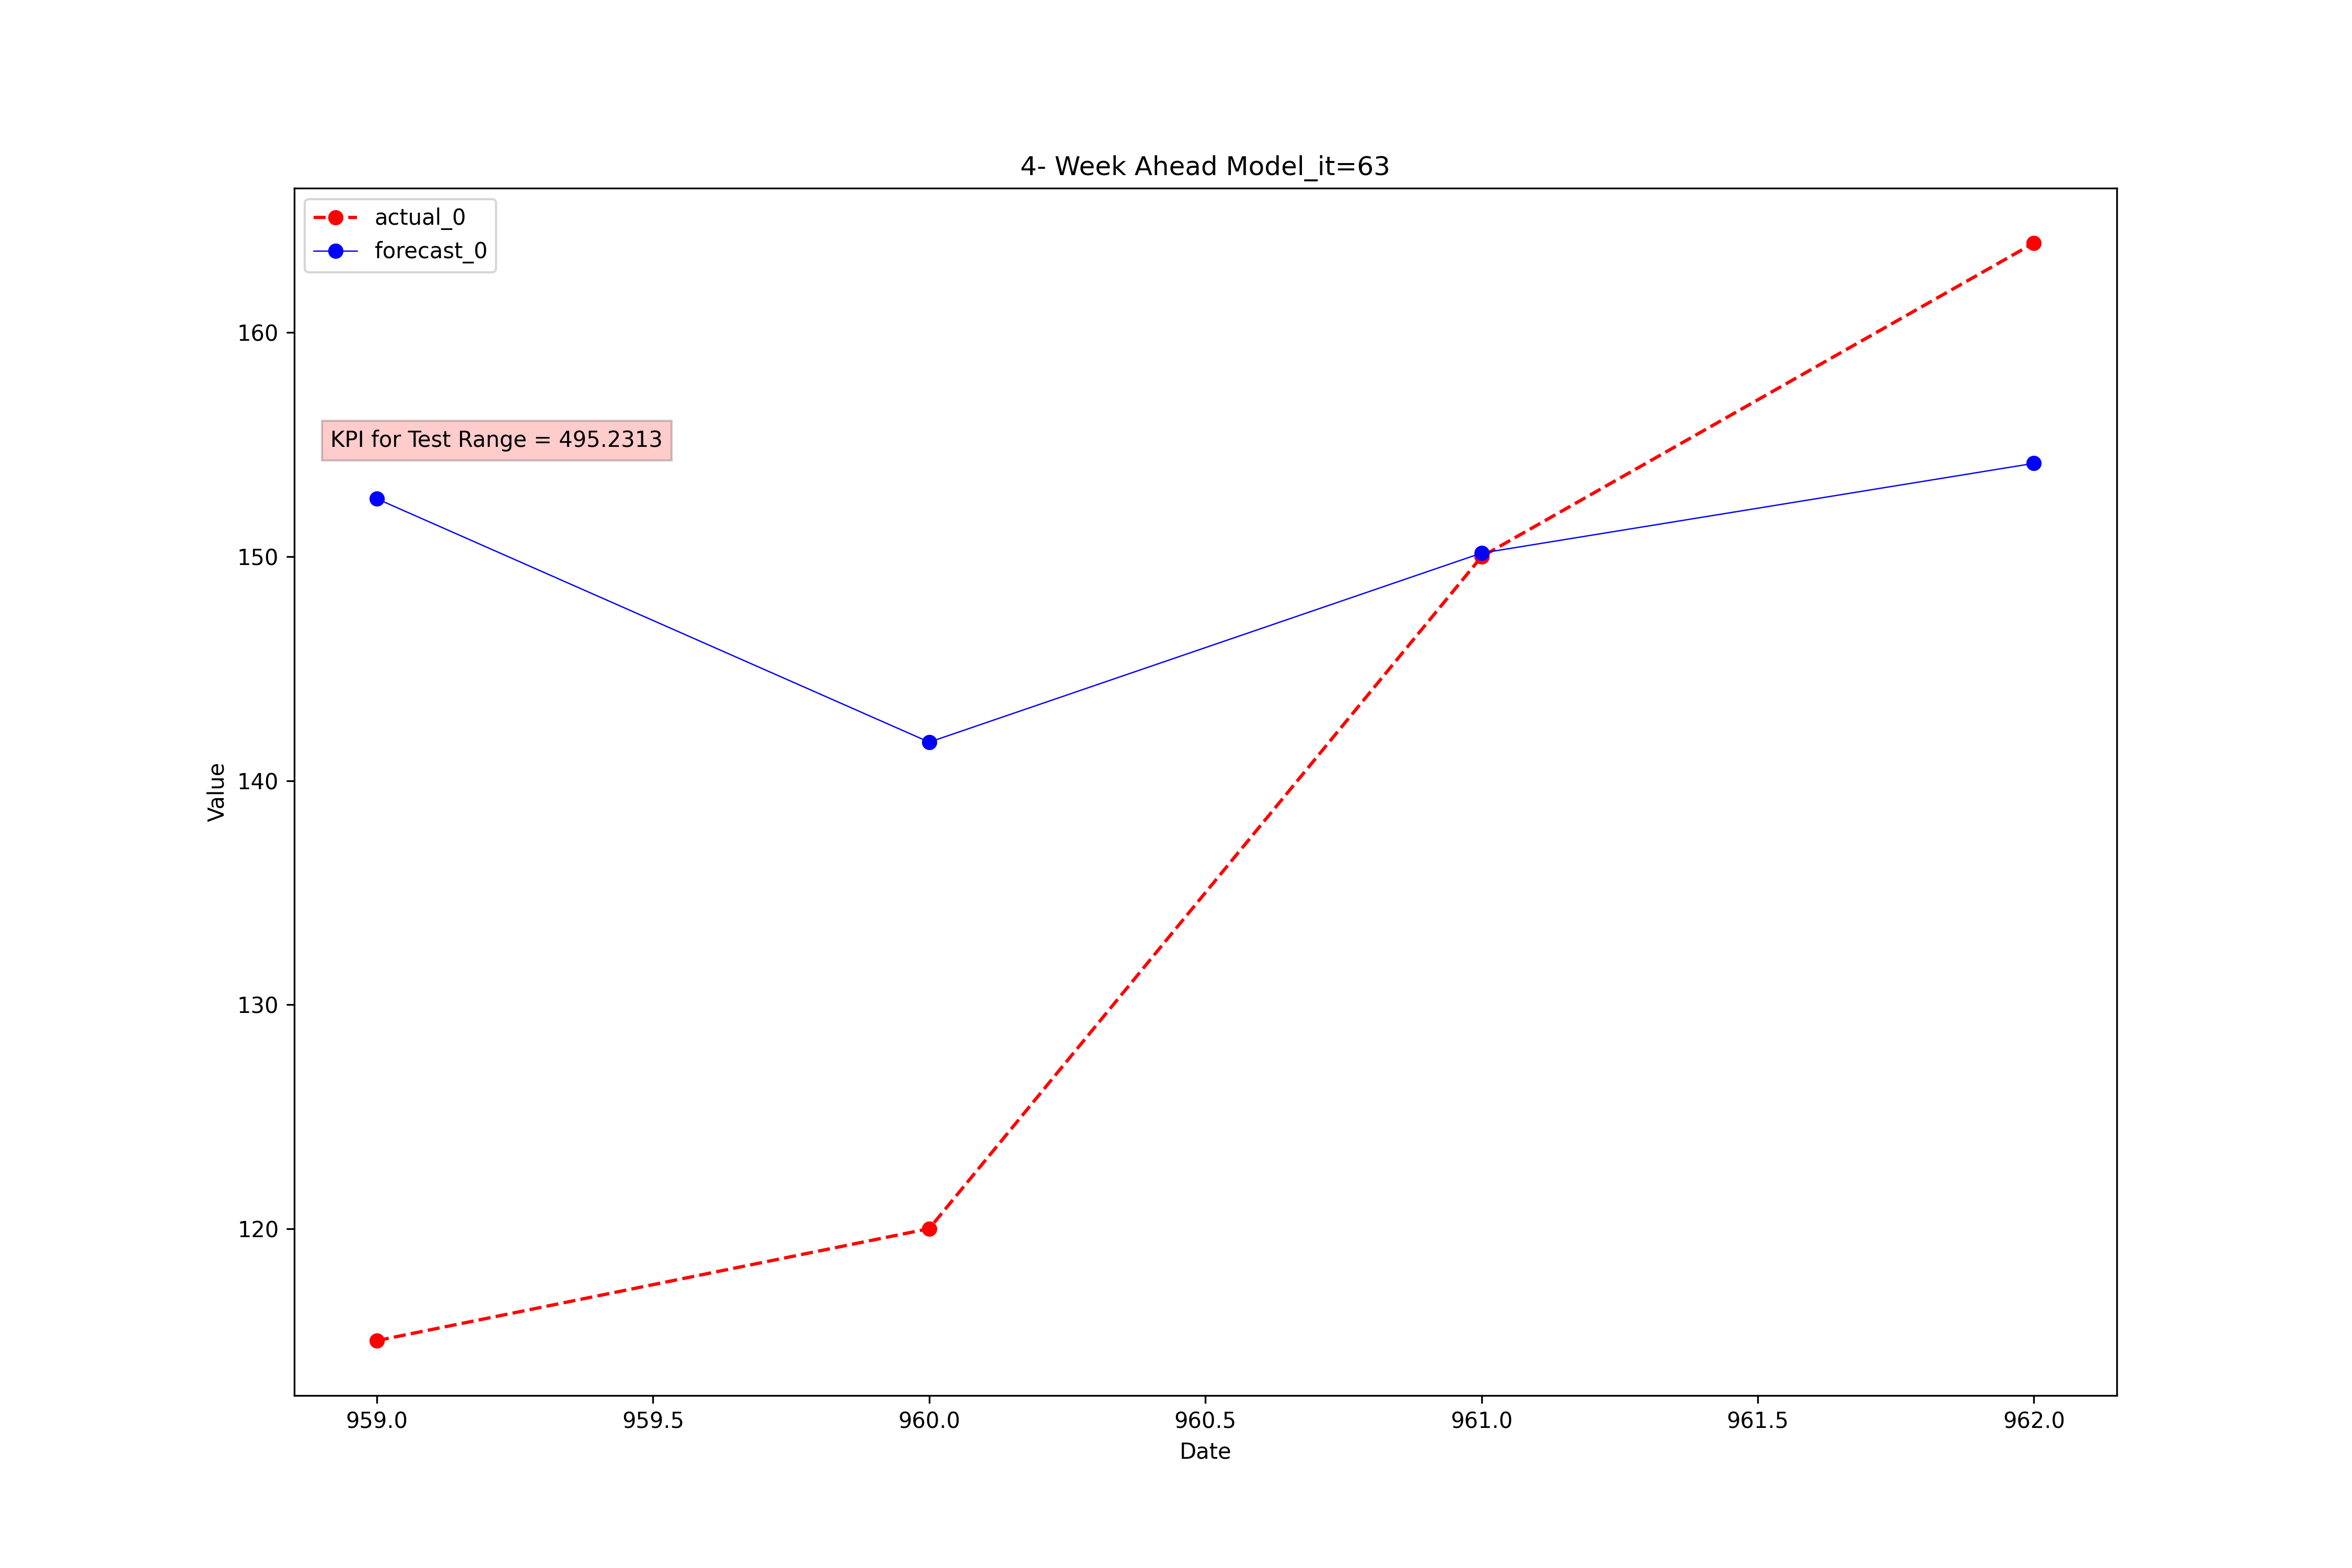 4- Week Ahead Model_it=63
actual_0
forecast_0
KPI for Test Range = 495.2313
160
150
140
130
120
Value
959.0 959.5 960.0 960.5 961.0 961.5 962.0
Date